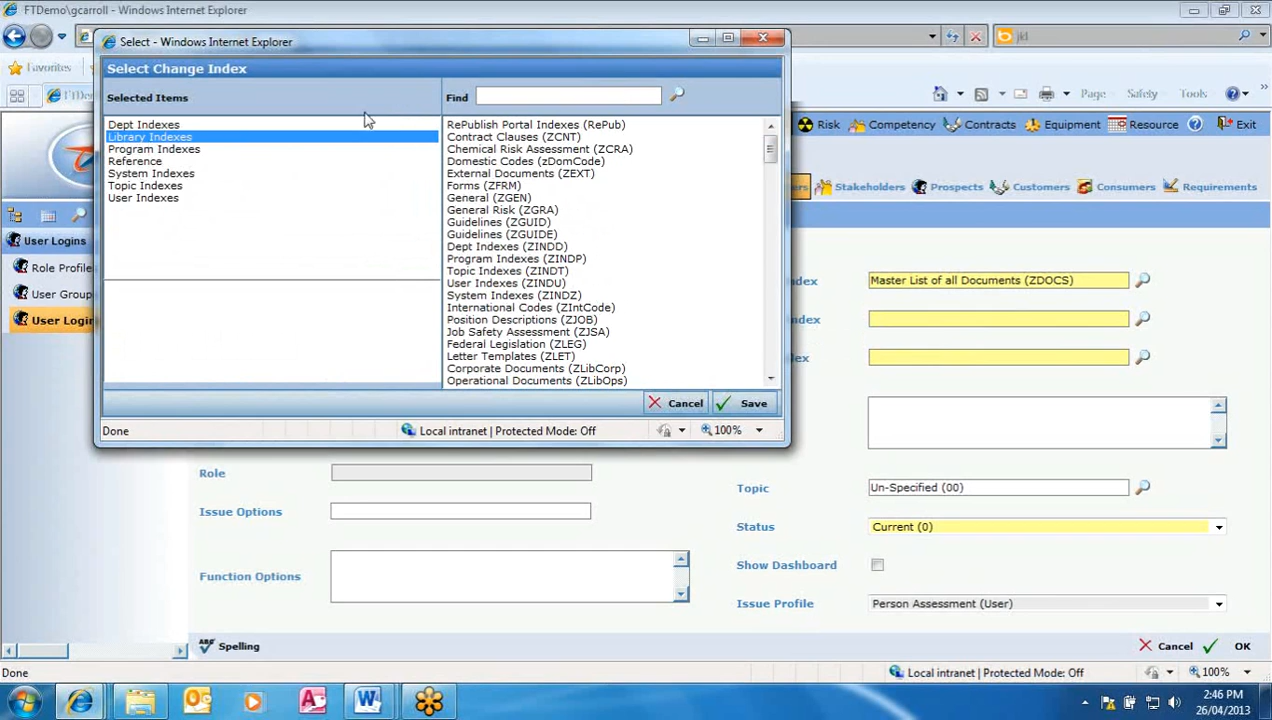 FTDemo\gcarroll - Windows Internet Explorer
jkl
Favorites
Page Safety Tools
Risk Competency Contracts Equipment Resource Exit
Stakeholders Prospects Customers Consumers Requirements
User Logins
Role Profile
User Group
User Login
Select - Windows Internet Explorer
Select Change Index
Selected Items
Find
Dept Indexes
Library Indexes
Program Indexes
Reference
System Indexes
Topic Indexes
User Indexes
RePublish Portal Indexes (RePub)
Contract Clauses (ZCNT)
Chemical Risk Assessment (ZCRA)
Domestic Codes (zDomCode)
External Documents (ZEXT)
Forms (ZFRM)
General (ZGEN)
General Risk (ZGRA)
Guidelines (ZGUID)
Guidelines (ZGUIDE)
Dept Indexes (ZINDD)
Program Indexes (ZINDP)
Topic Indexes (ZINDT)
User Indexes (ZINDU)
System Indexes (ZINDZ)
International Codes (ZIntCode)
Position Descriptions (ZJOB)
Job Safety Assessment (ZJSA)
Federal Legislation (ZLEG)
Letter Templates (ZLET)
Corporate Documents (ZLibCorp)
Operational Documents (ZLibOps)
Cancel Save
Done Local intranet | Protected Mode: Off 100%
ndex Master List of all Documents (ZDOCS)
ndex
dex
Role
Issue Options
Function Options
Topic Un-Specified (00)
Status Current (0)
Show Dashboard
Issue Profile Person Assessment (User)
Spelling
Cancel OK
Done Local intranet | Protected Mode: Off 100%
2:46 PM
26/04/2013